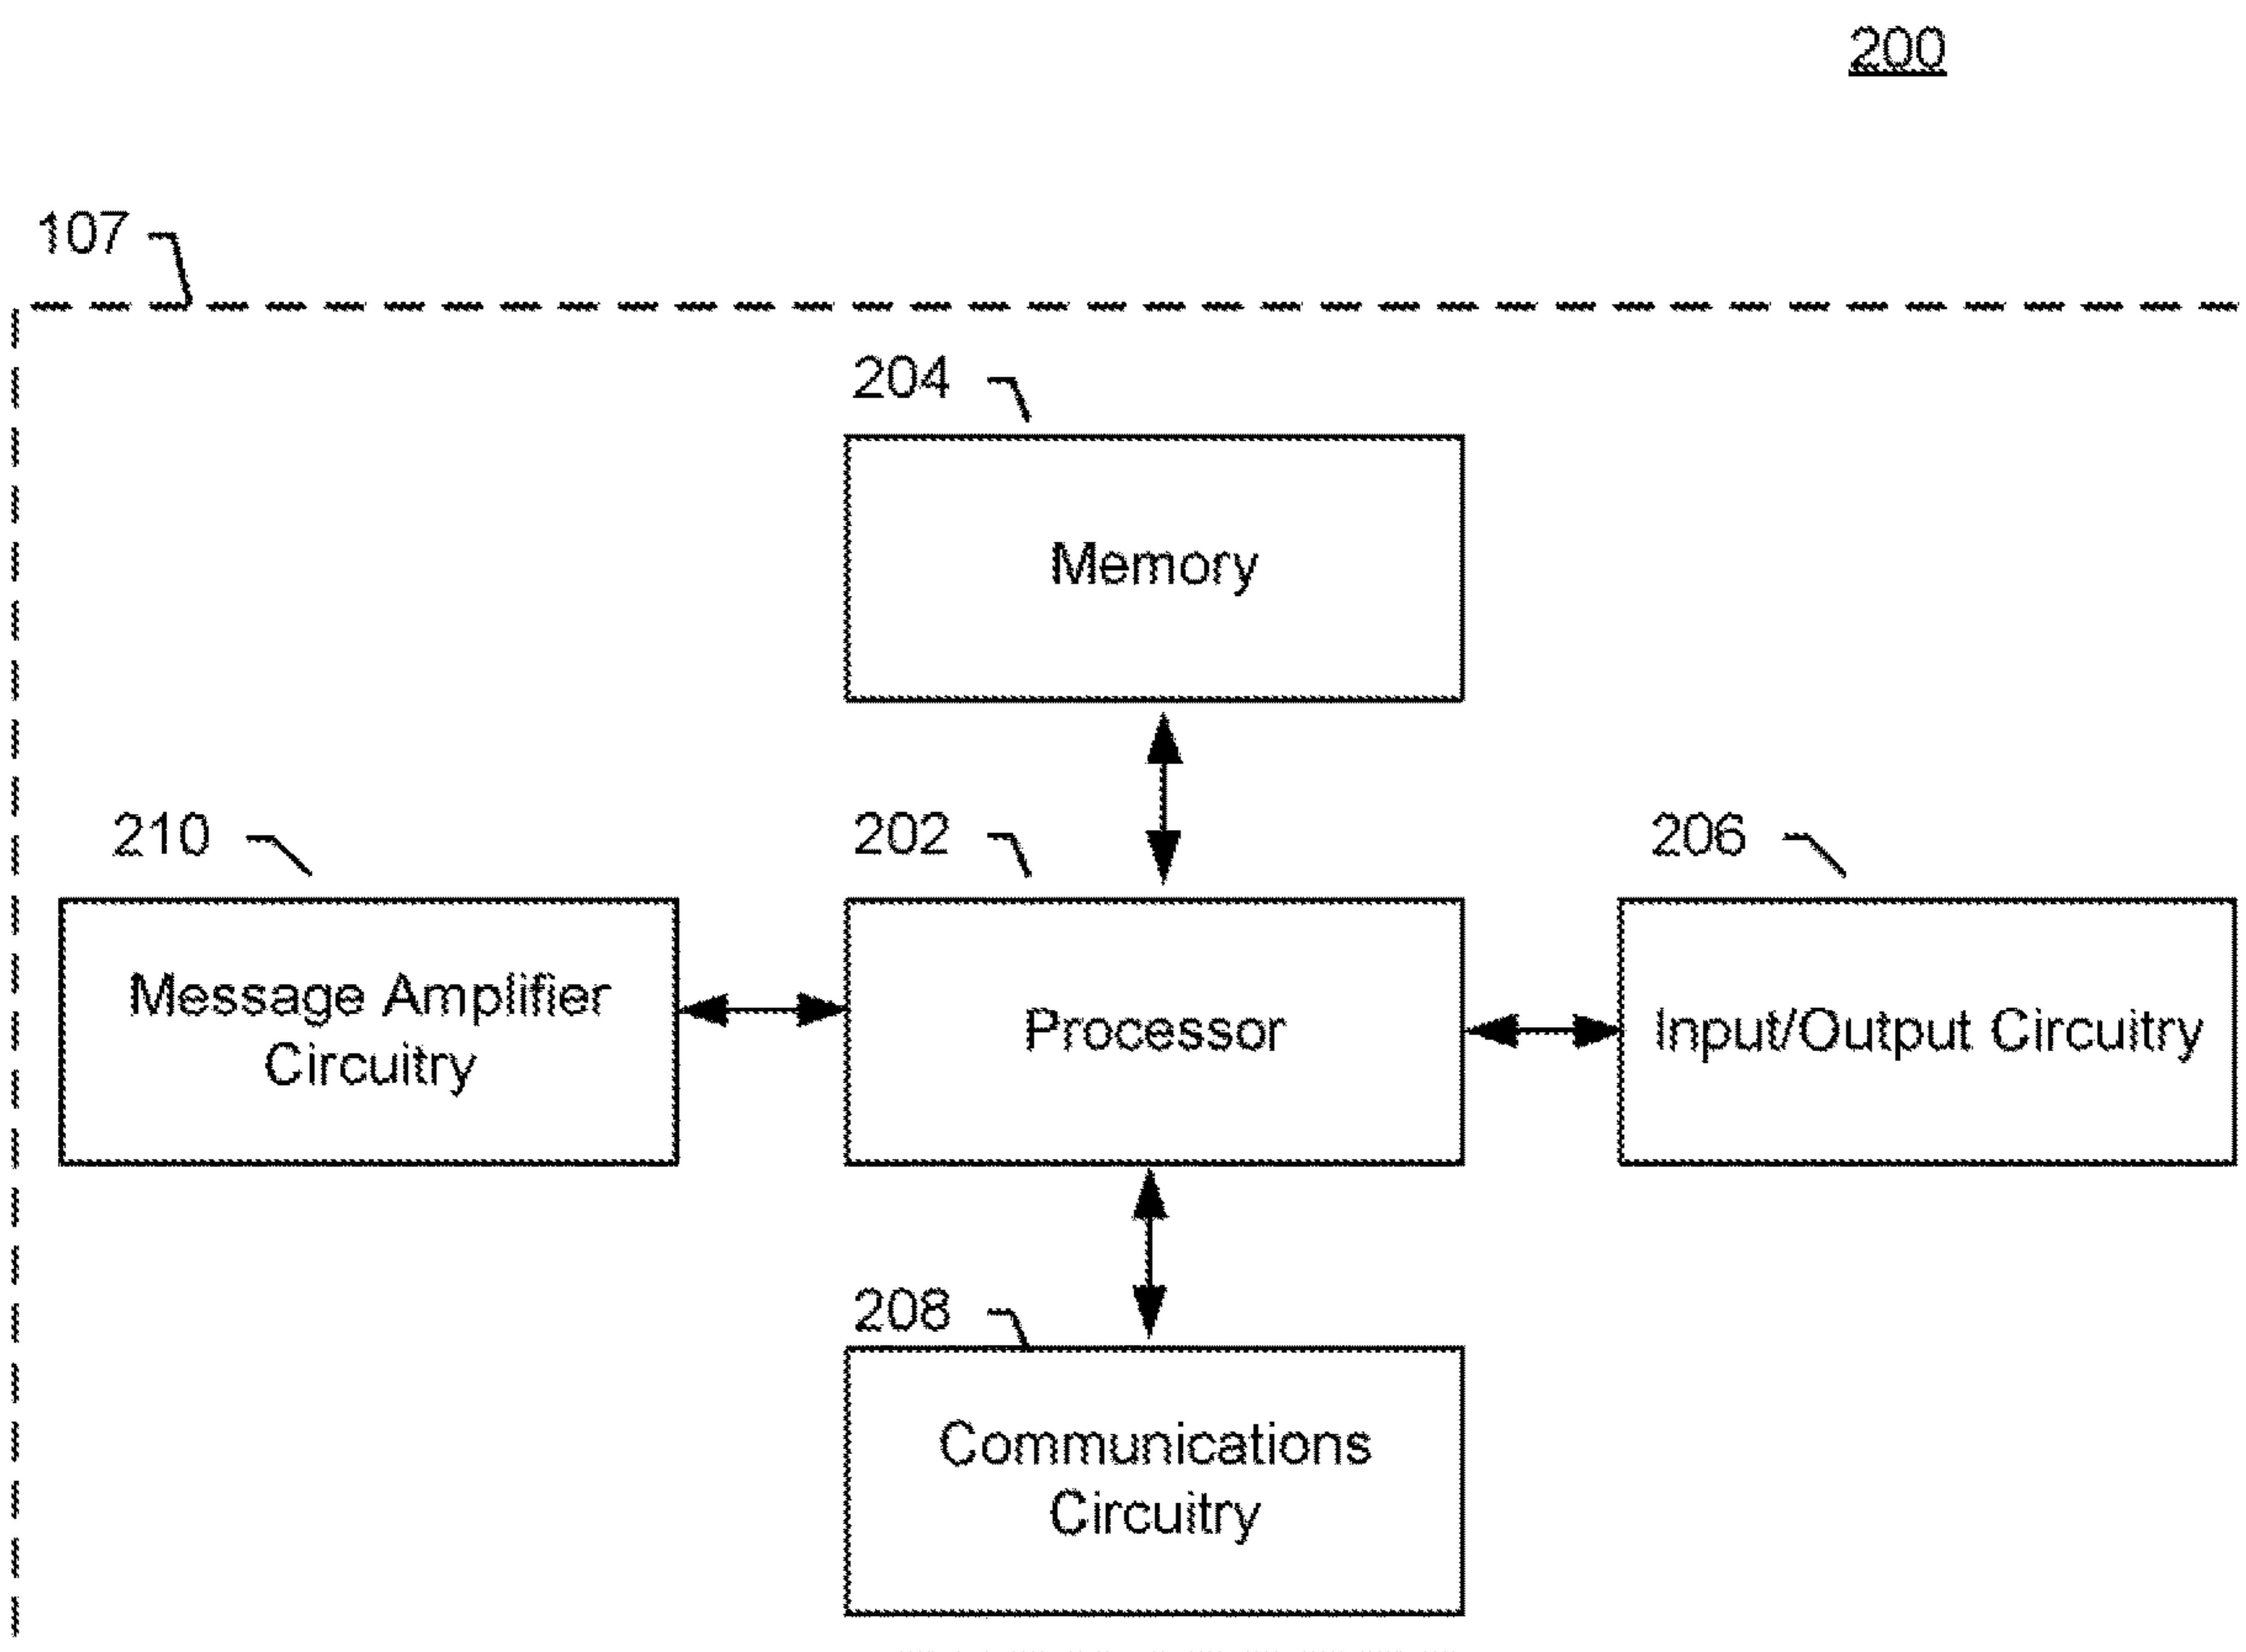 200
107
204
Memory
210
202
206
Message Amplifier
Circuitry
Processor
Input/Output Circuitry
208
Communications
Circuitry